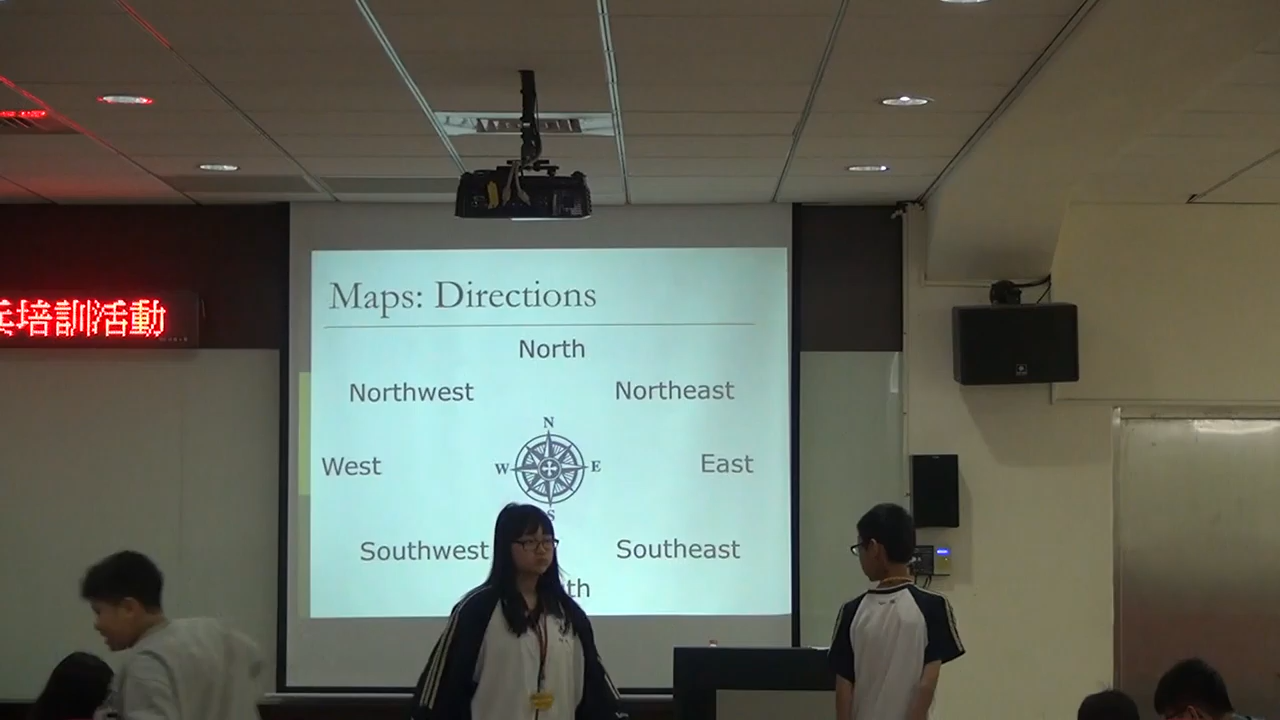 Maps: Directions
North
Northwest
Northeast
N
West
W
E
East
S
Southwest
Southeast
th
培訓活動